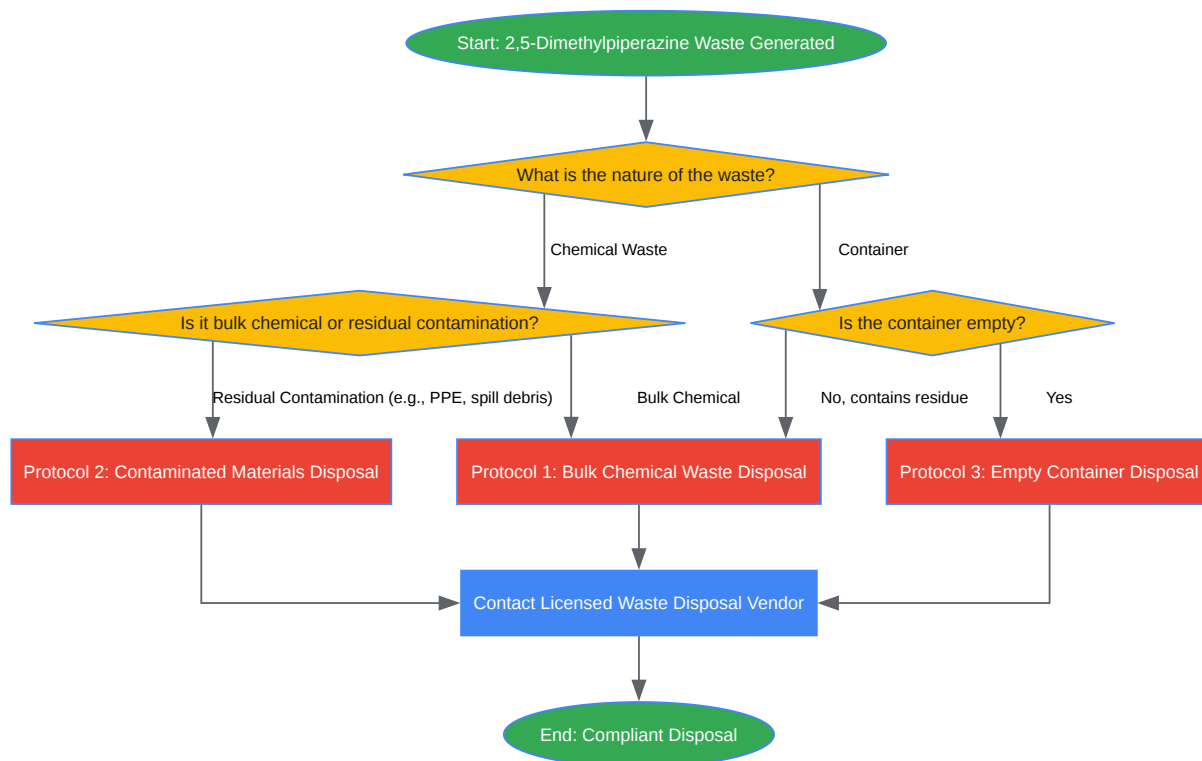 Start: 2,5-Dimethylpiperazine Waste Generated
What is the nature of the waste?
Chemical Waste
Container
Is it bulk chemical or residual contamination?
Is the container empty?
Residual Contamination (e.g., PPE, spill debris)
Bulk Chemical
No, contains residue
Yes
Protocol 2: Contaminated Materials Disposal
Protocol 1: Bulk Chemical Waste Disposal
Protocol 3: Empty Container Disposal
Contact Licensed Waste Disposal Vendor
End: Compliant Disposal